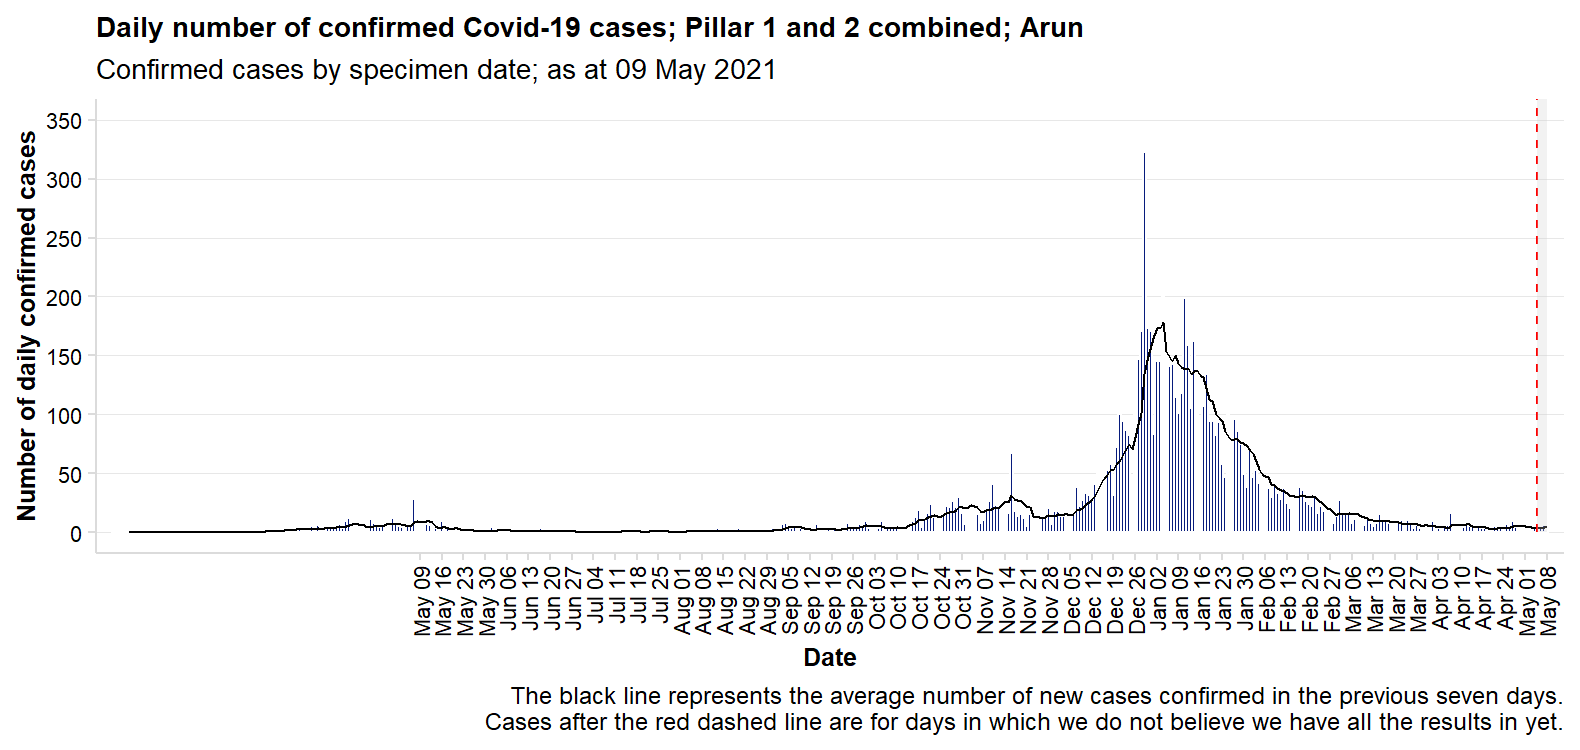 Daily number of confirmed Covid-19 cases; Pillar 1 and 2 combined; Arun
Confirmed cases by specimen date; as at 09 May 2021
Number of daily confirmed cases
350
300
250
200
150
100
50
0
May 09
May 16
May 23
May 30
Jun 06
Jun 13
Jun 20
Jun 27
Jul 04
Jul 11
Jul 18
Jul 25
Aug 01
Aug 08
Aug 15
Aug 22
Aug 29
Sep 05
Sep 12
Sep 19
Sep 26
Oct 03
Oct 10
Oct 17
Oct 24
Oct 31
Nov 07
Nov 14
Nov 21
Nov 28
Dec 05
Dec 12
Dec 19
Dec 26
Jan 02
Jan 09
Jan 16
Jan 23
Jan 30
Feb 06
Feb 13
Feb 20
Feb 27
Mar 06
Mar 13
Mar 20
Mar 27
Apr 03
Apr 10
Apr 17
Apr 24
May 01
May 08
Date
The black line represents the average number of new cases confirmed in the previous seven days.
Cases after the red dashed line are for days in which we do not believe we have all the results in yet.